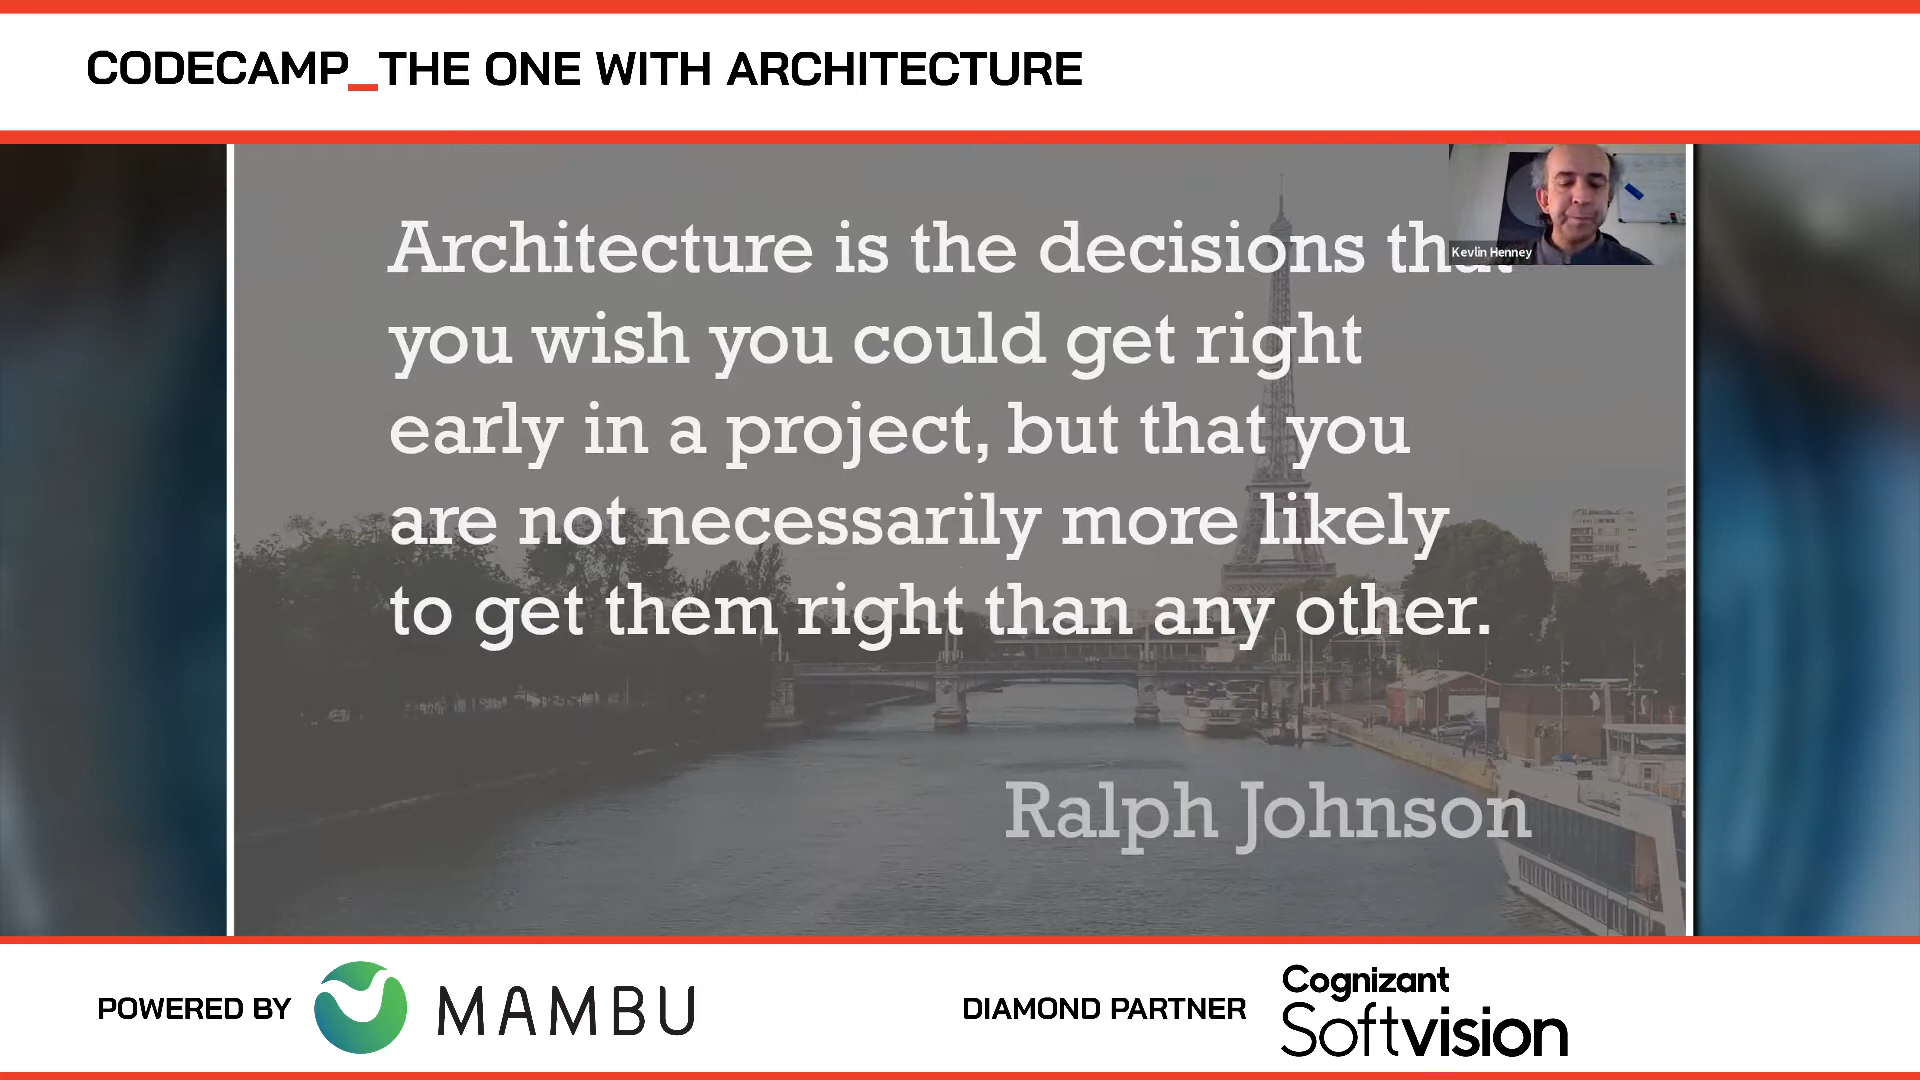 CODECAMP_THE ONE WITH ARCHITECTURE
Architecture is the decisions that
Kevlin Henney
you wish you could get right
early in a project, but that you
are not necessarily more likely
to get them right than any other.
Ralph Johnson
POWERED BY MAMBU
DIAMOND PARTNER
Cognizant
Softvision